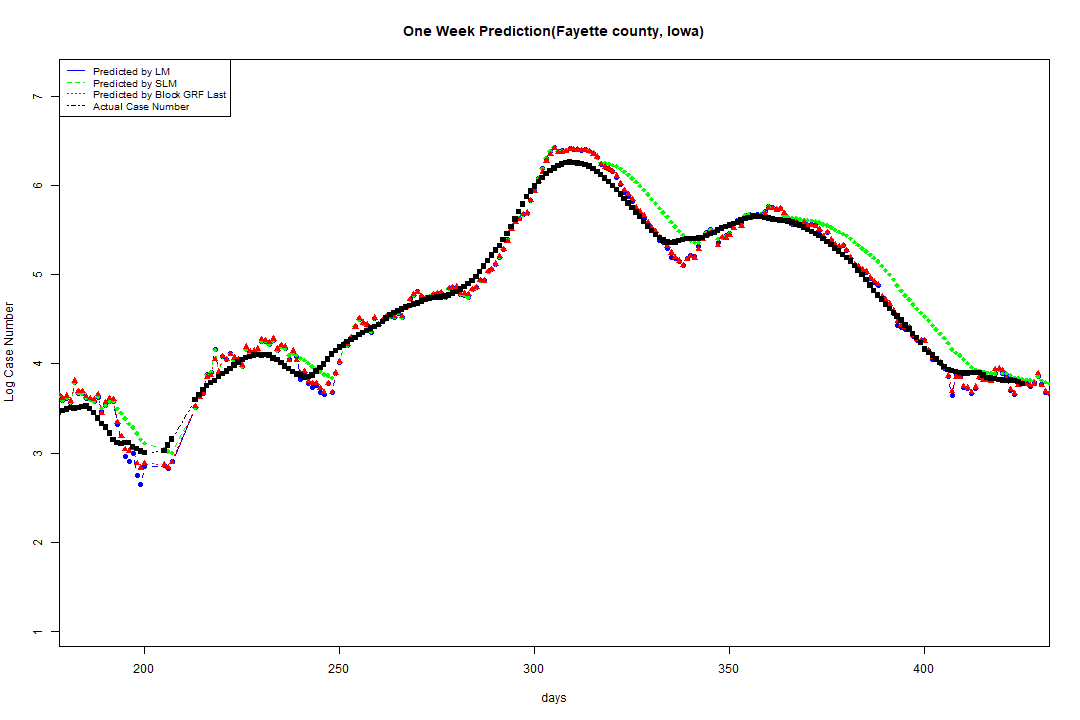 One Week Prediction(Fayette county, Iowa)
Predicted by LM
Predicted by SLM
Predicted by Block GRF Last
Actual Case Number
7
6
5
4
3
2
1
Log Case Number
200 250 300 350 400
days